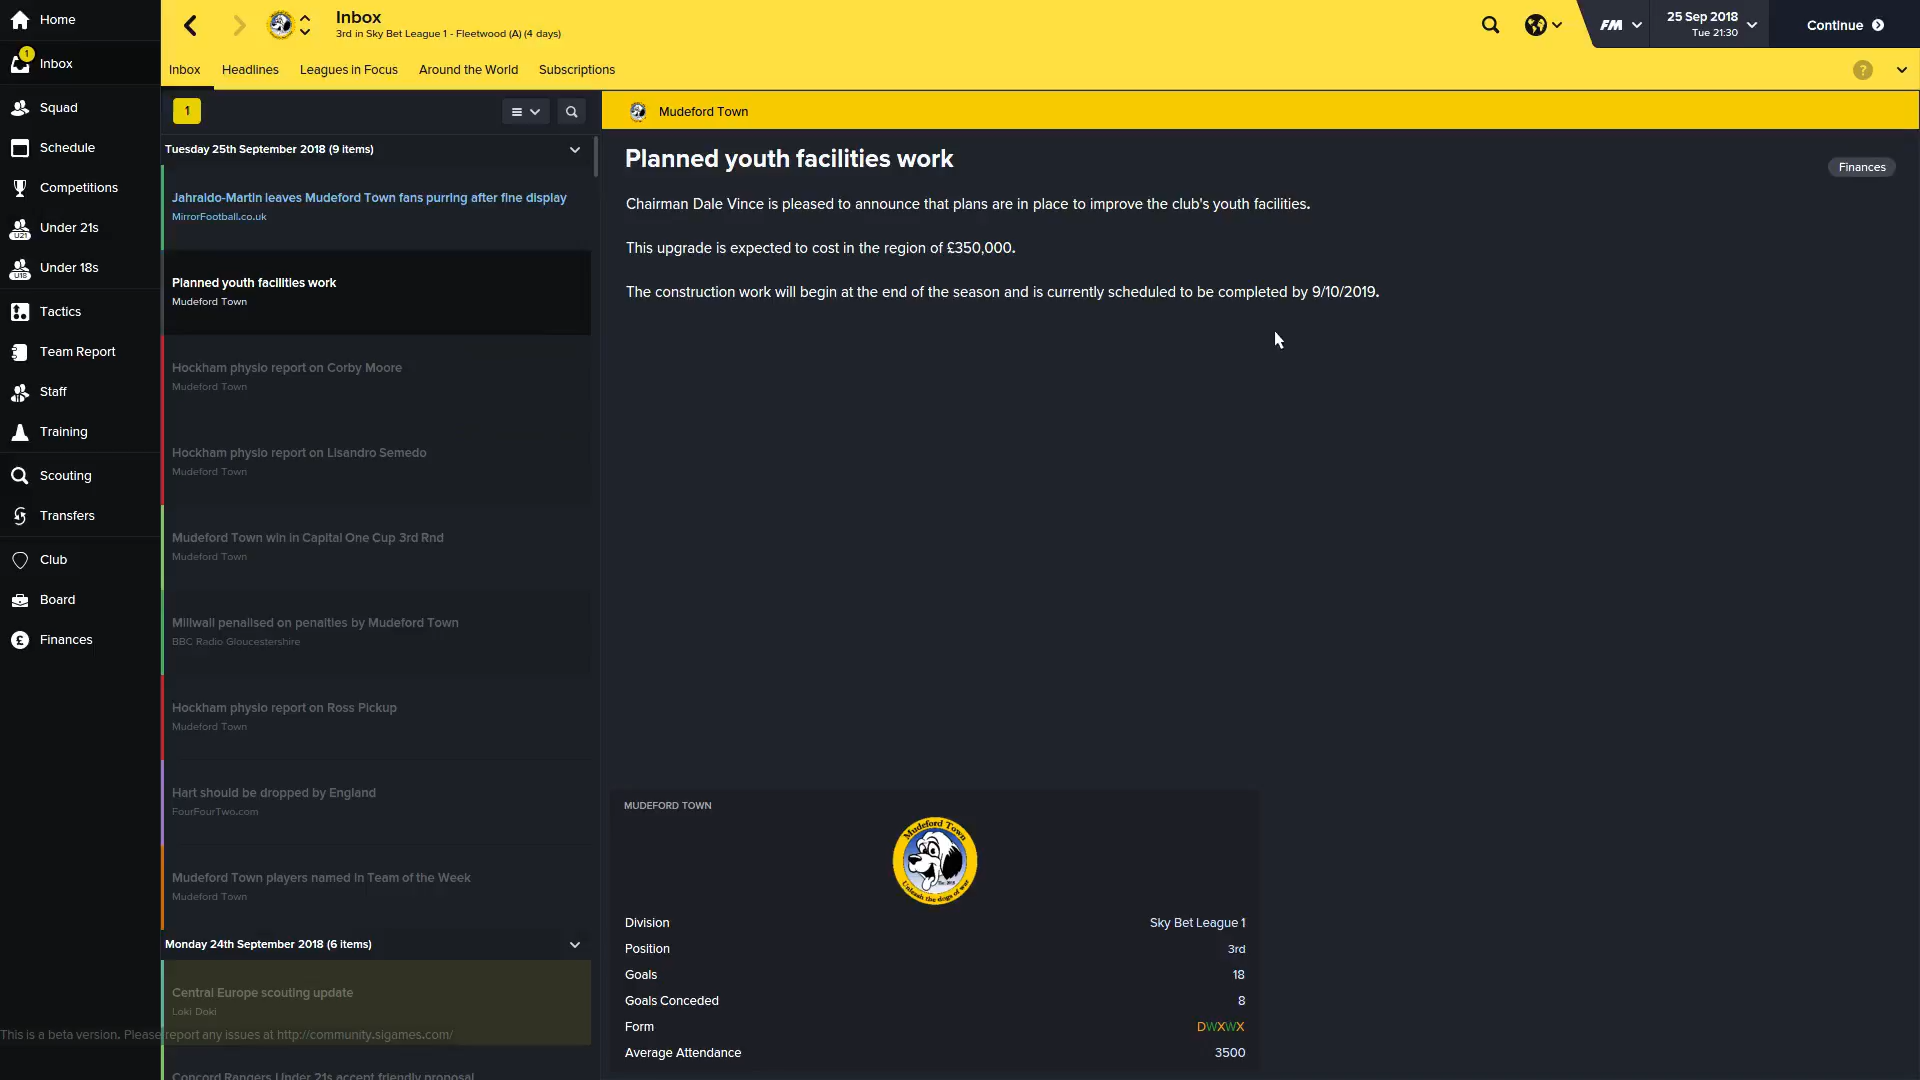 Home
1
Inbox
Squad
Schedule
Competitions
U21
Under 21s
U18
Under 18s
Tactics
Team Report
Staff
Training
Scouting
Transfers
Club
Board
Finances
Inbox
3rd in Sky Bet League 1 - Fleetwood (A) (4 days)
FM
25 Sep 2018
Tue 21:30
Continue
Inbox Headlines Leagues in Focus Around the World Subscriptions
?
1
Tuesday 25th September 2018 (9 items)
Jahraldo-Martin leaves Mudeford Town fans purring after fine display
MirrorFootball.co.uk
Planned youth facilities work
Mudeford Town
Hockham physio report on Corby Moore
Mudeford Town
Hockham physio report on Lisandro Semedo
Mudeford Town
Mudeford Town win in Capital One Cup 3rd Rnd
Mudeford Town
Millwall penalised on penalties by Mudeford Town
BBC Radio Gloucestershire
Hockham physio report on Ross Pickup
Mudeford Town
Hart should be dropped by England
FourFourTwo.com
Mudeford Town players named in Team of the Week
Mudeford Town
Monday 24th September 2018 (6 items)
Central Europe scouting update
Loki Doki
This is a beta version. Please report any issues at http://community.sigames.com/
Concord Rangers Under 21s accept friendly proposal
Mudeford Town
Planned youth facilities work
Finances
Chairman Dale Vince is pleased to announce that plans are in place to improve the club's youth facilities.
This upgrade is expected to cost in the region of £350,000.
The construction work will begin at the end of the season and is currently scheduled to be completed by 9/10/2019.
MUDEFORD TOWN
Mudeford Town
Unleash the dogs of war
Division Sky Bet League 1
Position 3rd
Goals 18
Goals Conceded 8
Form DWXWX
Average Attendance 3500